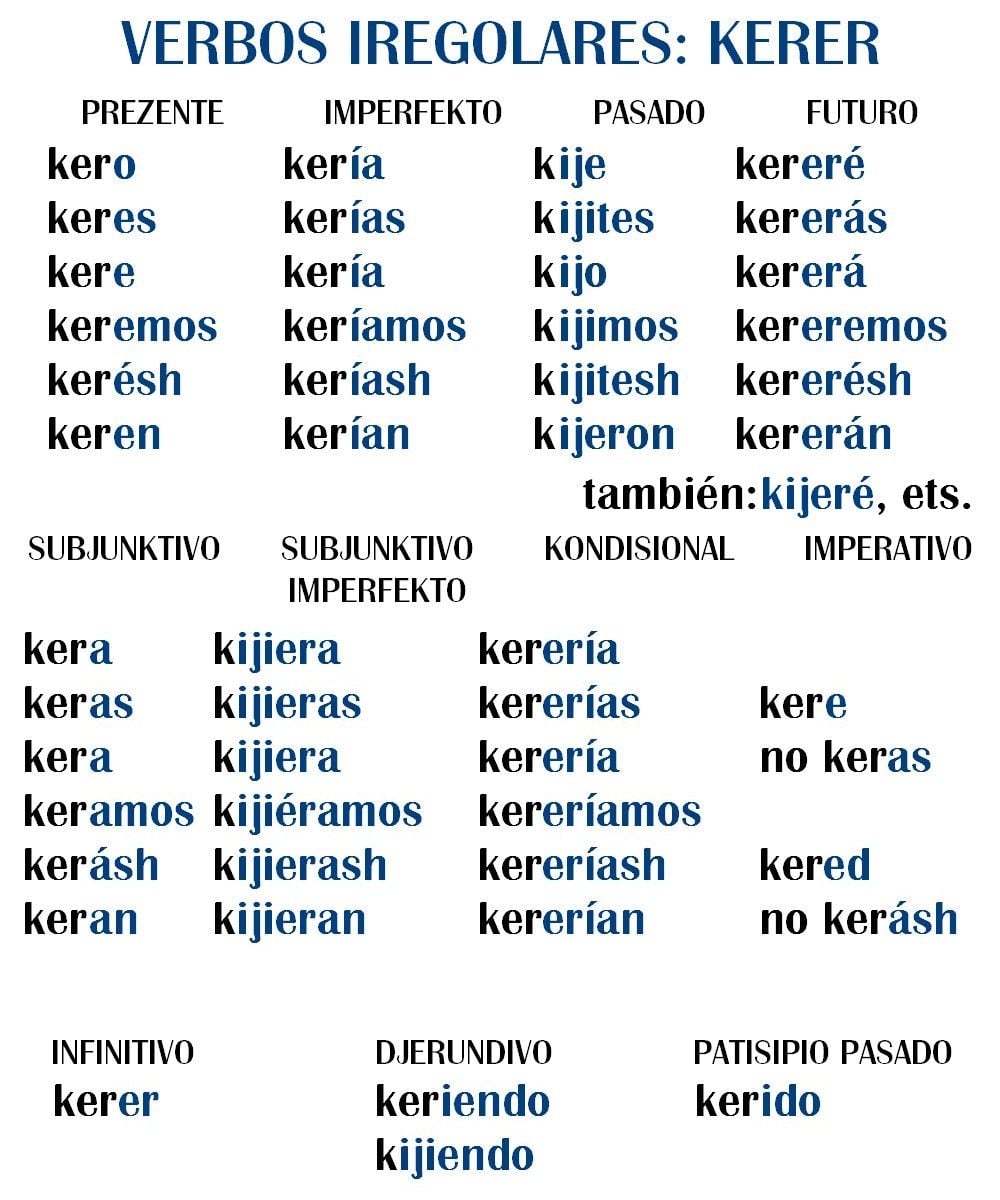 VERBOS IREGOLARES: KERER
PREZENTE IMPERFEKTO PASADO FUTURO
kero kería kije kereré
keres kerías kijites kererás
kere kería kijo kererá
keremos keríamos kijimos kereremos
kerésh keríash kijitesh kererésh
keren kerían kijeron kererán
también:kijeré, ets.
SUBJUNKTIVO SUBJUNKTIVO KONDISIONAL IMPERATIVO
IMPERFEKTO
kera kijiera kerería
keras kijieras kererías kere
kera kijiera kerería no keras
keramos kijiéramos kereríamos
kerásh kijierash kereríash kered
keran kijieran kererían no kerásh
INFINITIVO DJERUNDIVO PATISIPIO PASADO
kerer keriendo kerido
kijiendo